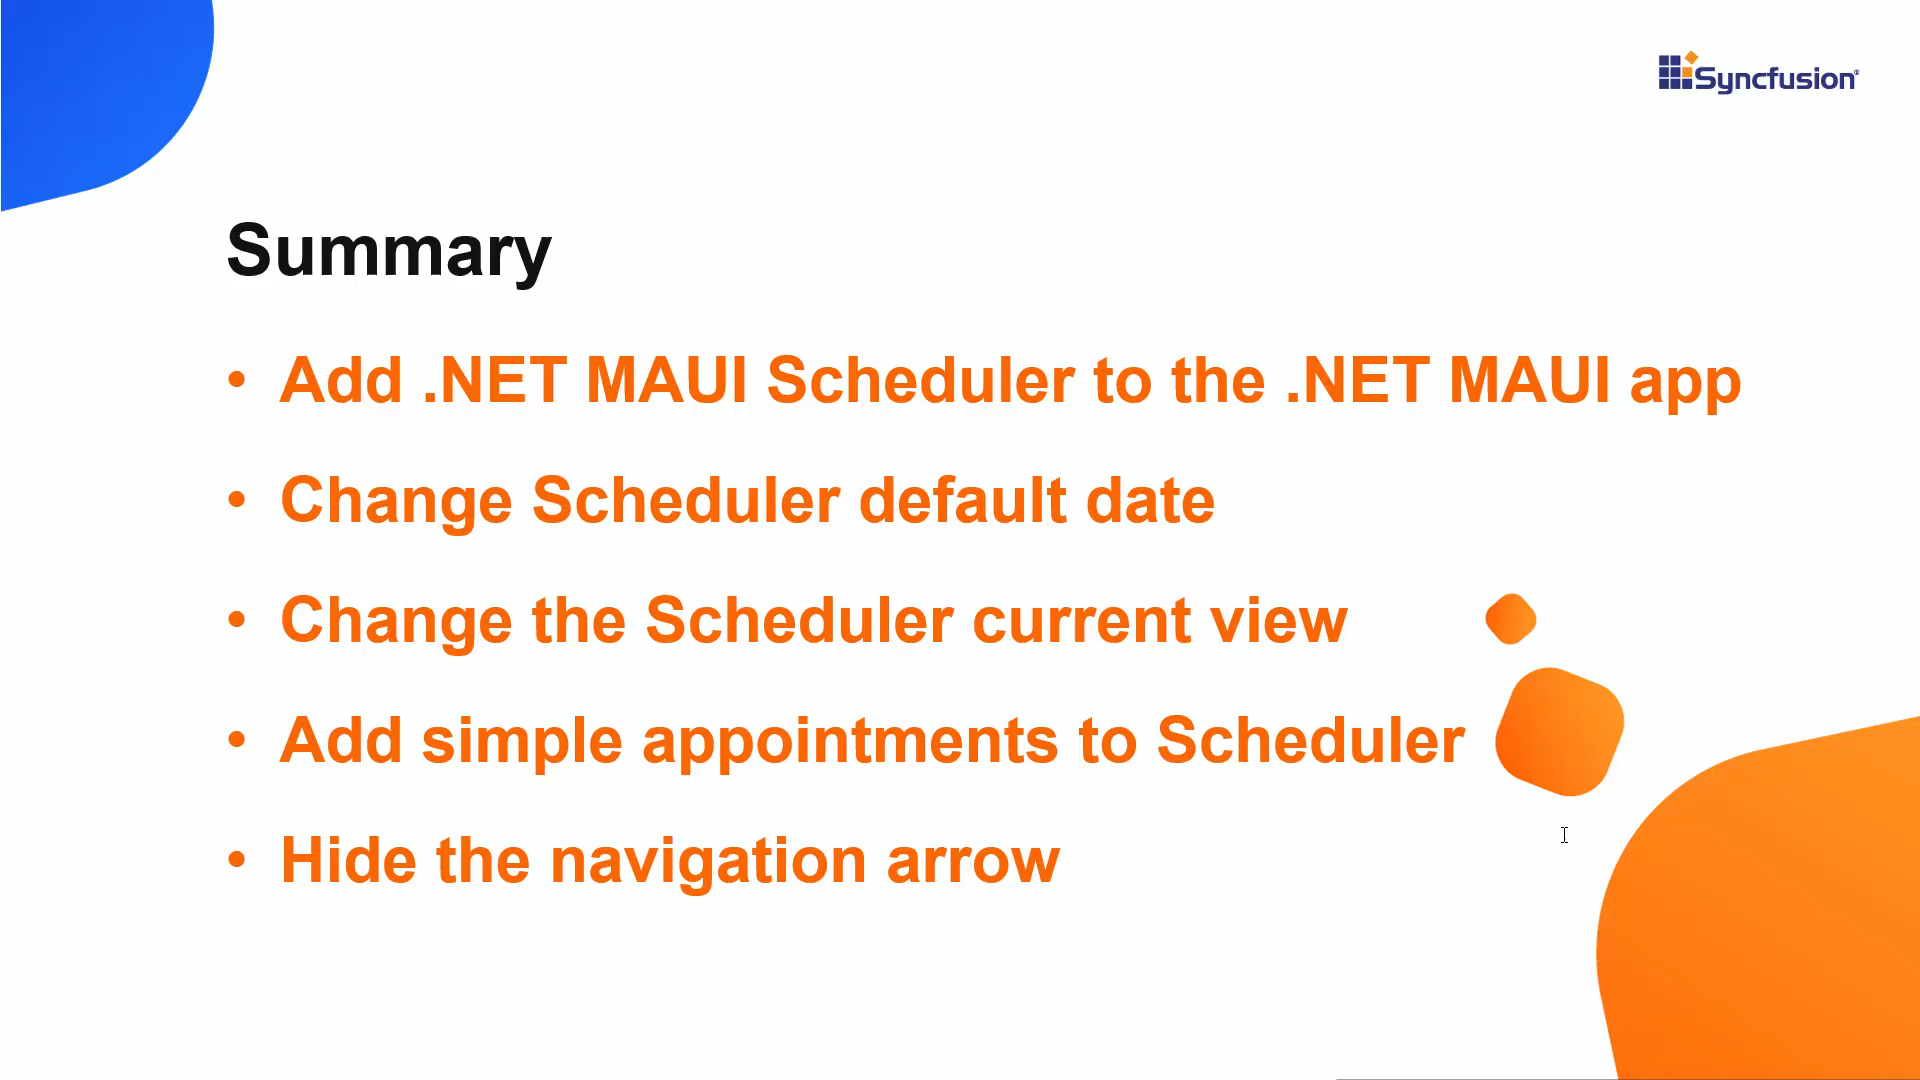 Syncfusion®
Summary
• Add .NET MAUI Scheduler to the .NET MAUI app
• Change Scheduler default date
• Change the Scheduler current view
• Add simple appointments to Scheduler
• Hide the navigation arrow